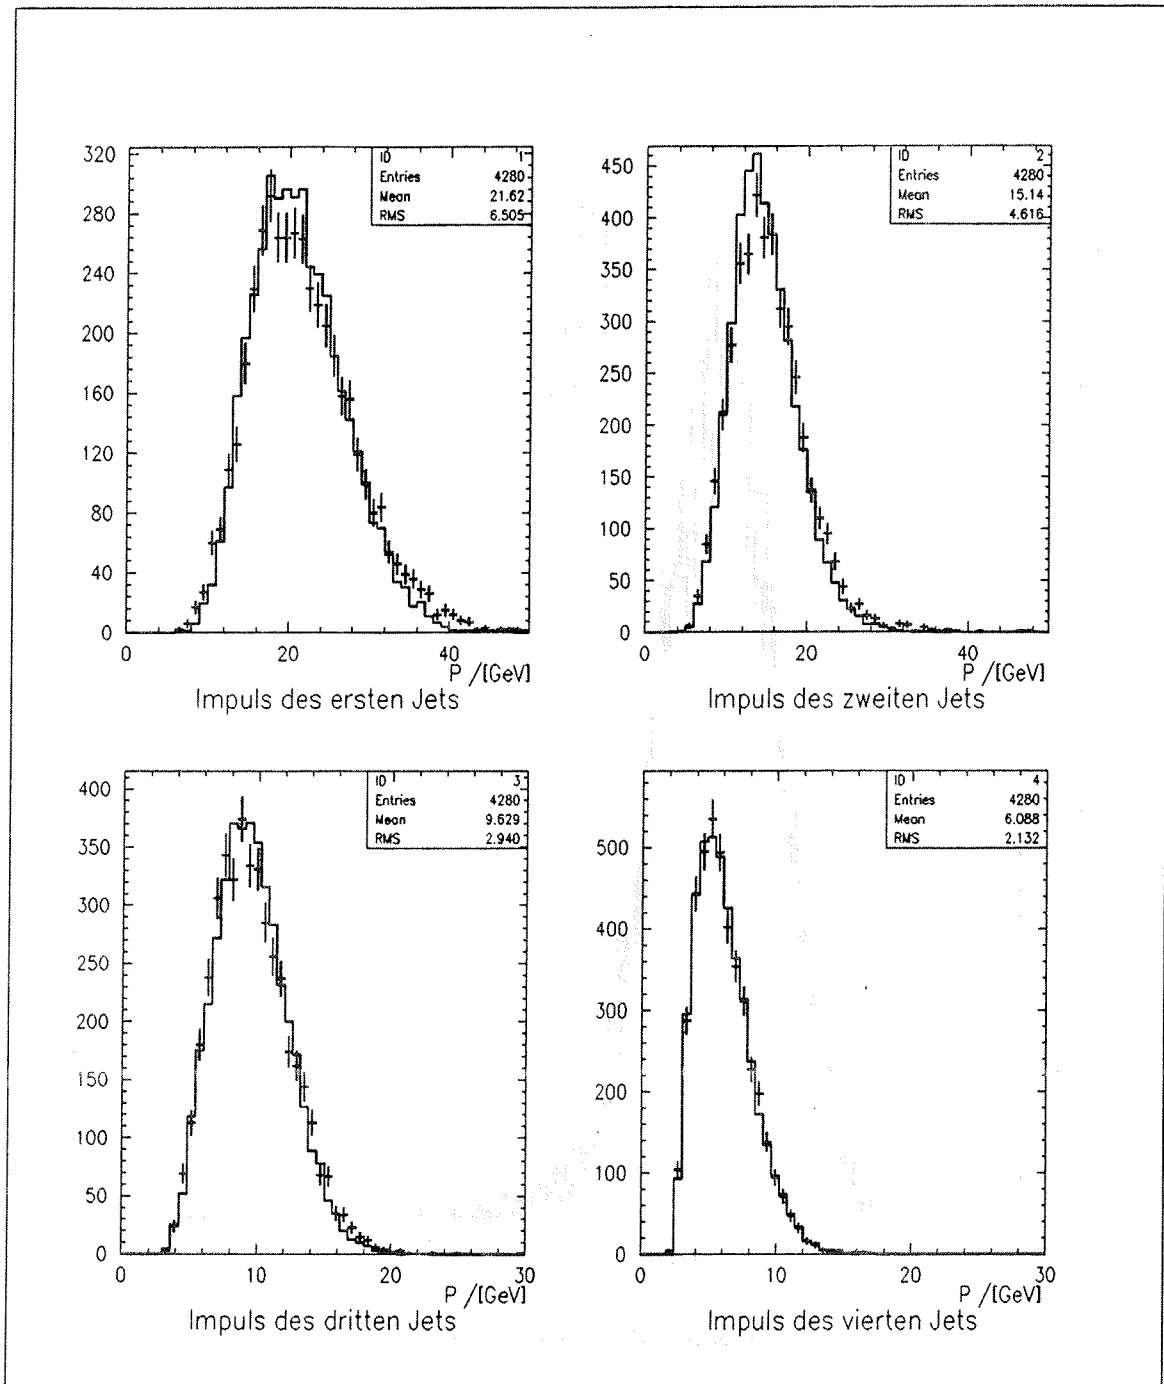 320
280
240
200
160
120
80
40
0
0 20 40
ID 1
Entries 4280
Mean 21.62
RMS 6.505
P /[GeV]
Impuls des ersten Jets
450
400
350
300
250
200
150
100
50
0
0 20 40
ID 2
Entries 4280
Mean 15.14
RMS 4.616
P /[GeV]
Impuls des zweiten Jets
400
350
300
250
200
150
100
50
0
0 10 20 30
ID 3
Entries 4280
Mean 9.629
RMS 2.940
P /[GeV]
Impuls des dritten Jets
500
400
300
200
100
0
0 10 20 30
ID 4
Entries 4280
Mean 6.088
RMS 2.132
P /[GeV]
Impuls des vierten Jets